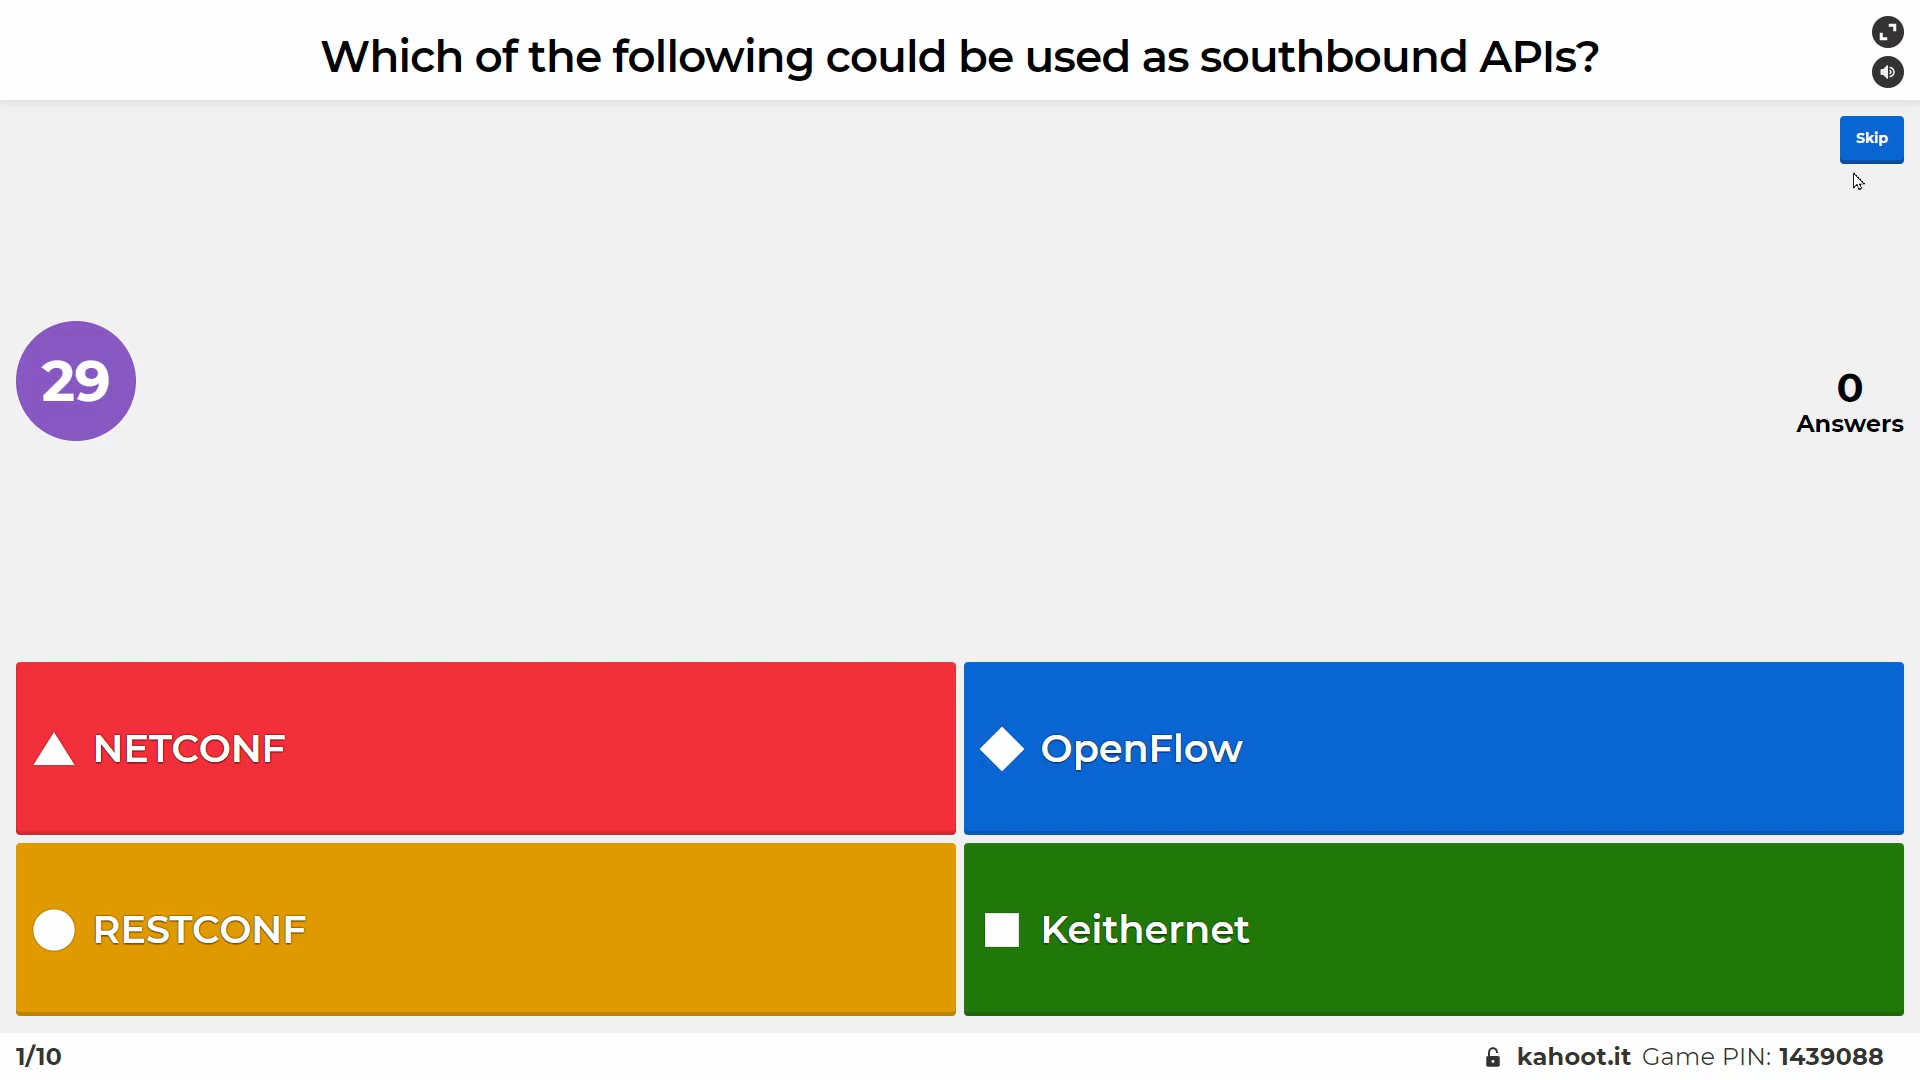 Which of the following could be used as southbound APIs?
Skip
29
0
Answers
NETCONF
OpenFlow
RESTCONF
Keithernet
1/10
kahoot.it Game PIN: 1439088